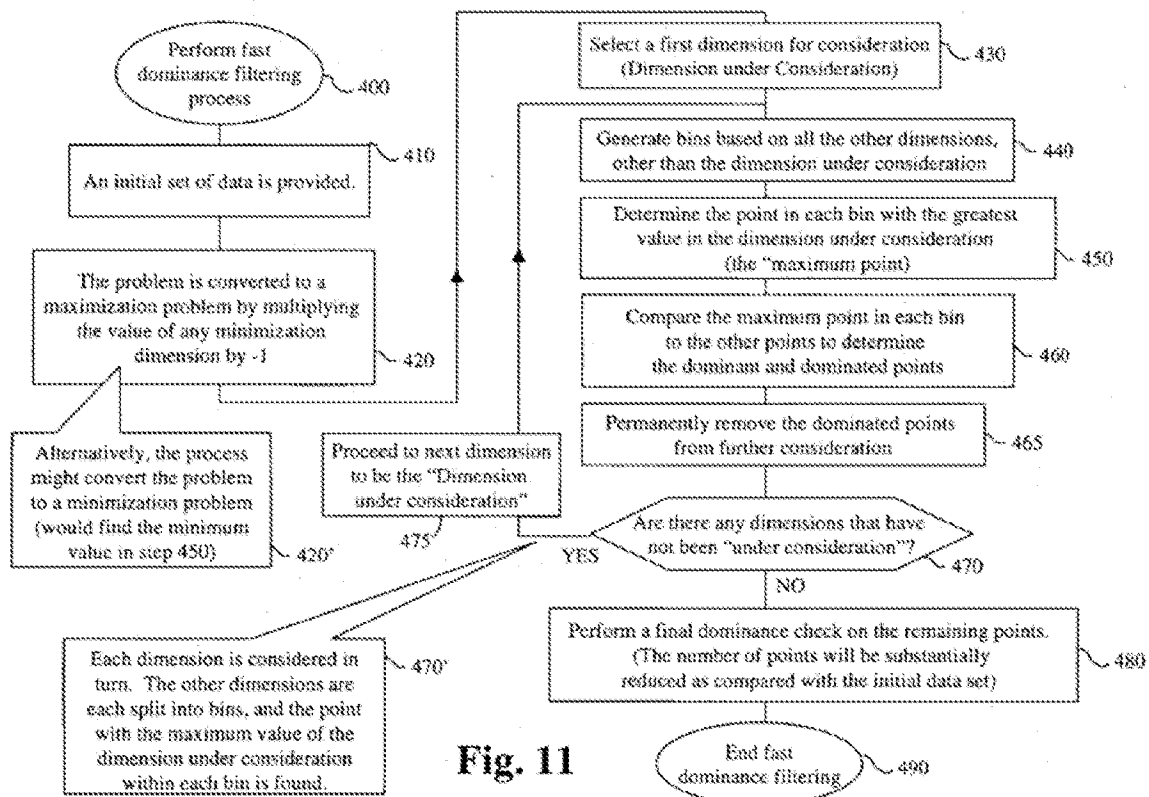 Perform fast
dominance filtering
process
400
410
An initial set of data is provided.
The problem is converted to a
maximization problem by multiplying
the value of any minimization
dimension by -1
420
Alternatively, the process
might convert the problem
to a minimization problem
(would find the minimum
value in step 450)
420'
Select a first dimension for consideration
(Dimension under Consideration)
430
Generate bins based on all the other dimensions,
other than the dimension under consideration
440
Determine the point in each bin with the greatest
value in the dimension under consideration
(the "maximum point)
450
Compare the maximum point in each bin
to the other points to determine
the dominant and dominated points
460
Permanently remove the dominated points
from further consideration
465
Proceed to next dimension
to be the "Dimension
under consideration"
475
Are there any dimensions that have
not been "under consideration"?
470
YES
NO
Each dimension is considered in
turn. The other dimensions are
each split into bins, and the point
with the maximum value of the
dimension under consideration
within each bin is found.
470'
Perform a final dominance check on the remaining points.
(The number of points will be substantially
reduced as compared with the initial data set)
480
End fast
dominance filtering
490
Fig. 11